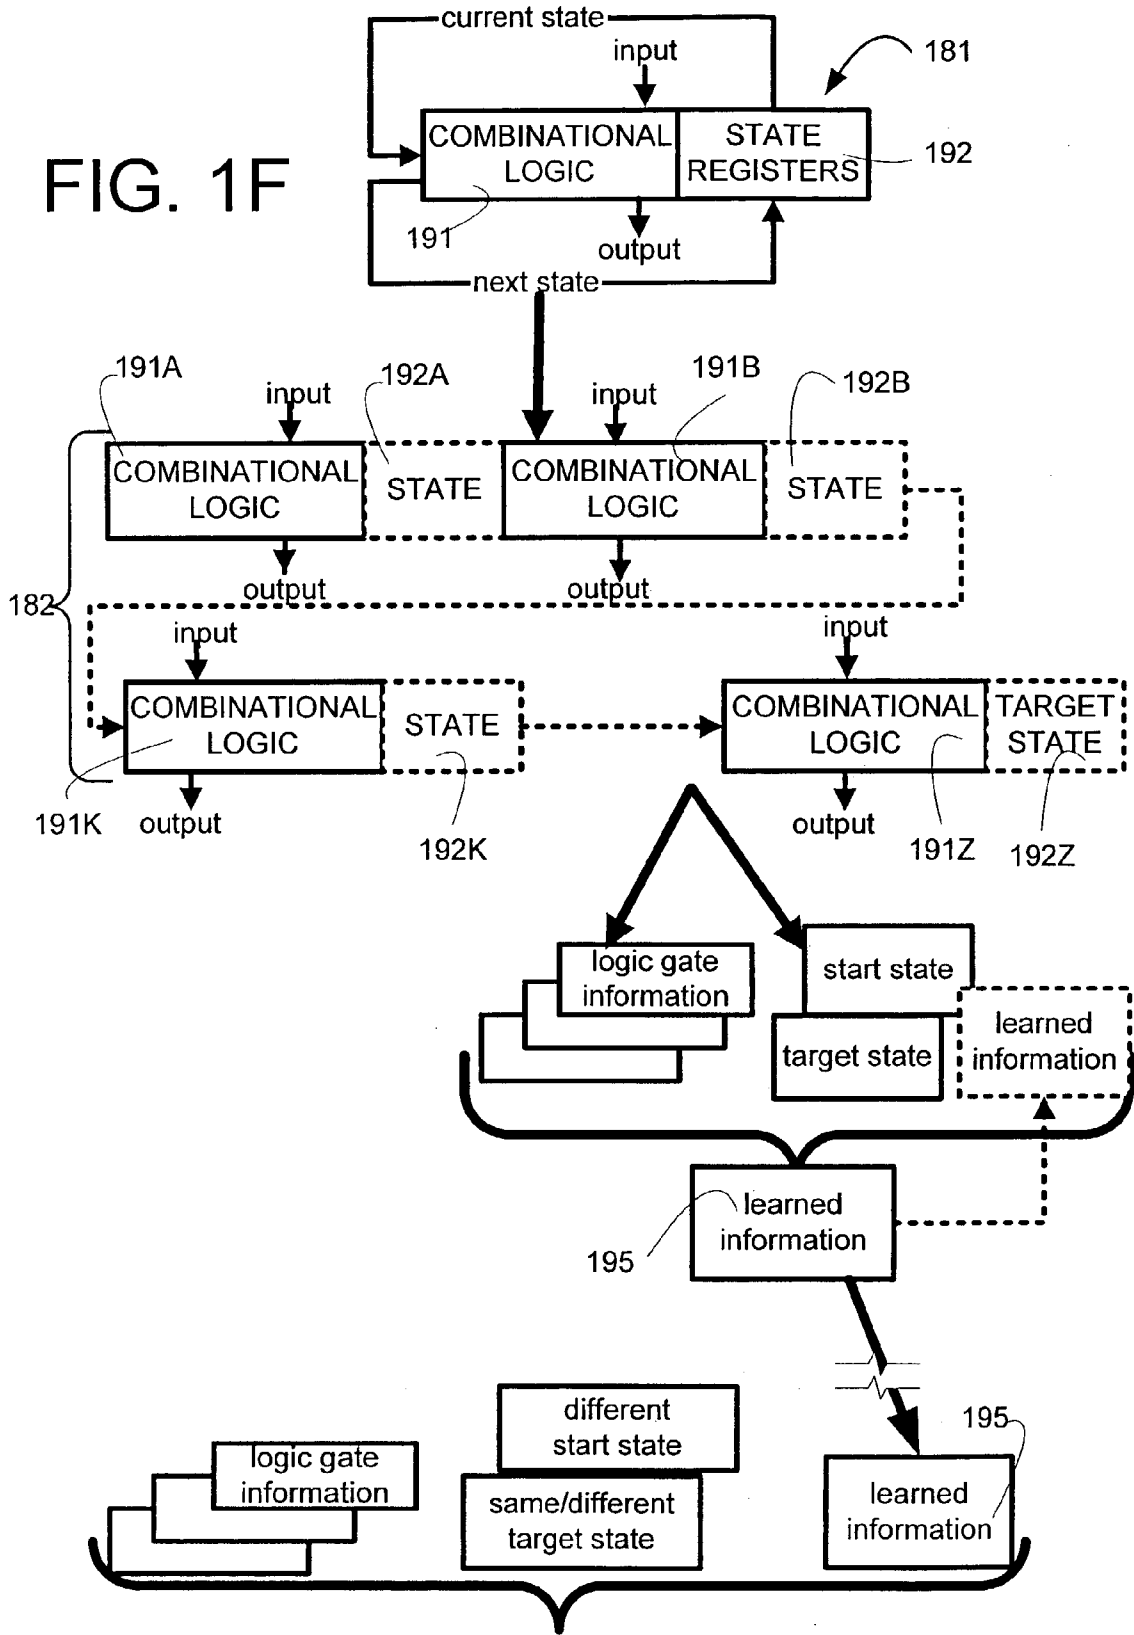 current state
input
181
COMBINATIONAL
LOGIC
STATE
REGISTERS
192
FIG. 1F
191
output
next state
191A
192A
191B
192B
input
input
COMBINATIONAL
LOGIC
STATE
COMBINATIONAL
LOGIC
STATE
output
output
182
input
input
COMBINATIONAL
LOGIC
STATE
COMBINATIONAL
LOGIC
TARGET
STATE
191K
output
192K
output
191Z
192Z
logic gate
information
start state
target state
learned
information
learned
information
195
different
start state
195
logic gate
information
same/different
target state
learned
information